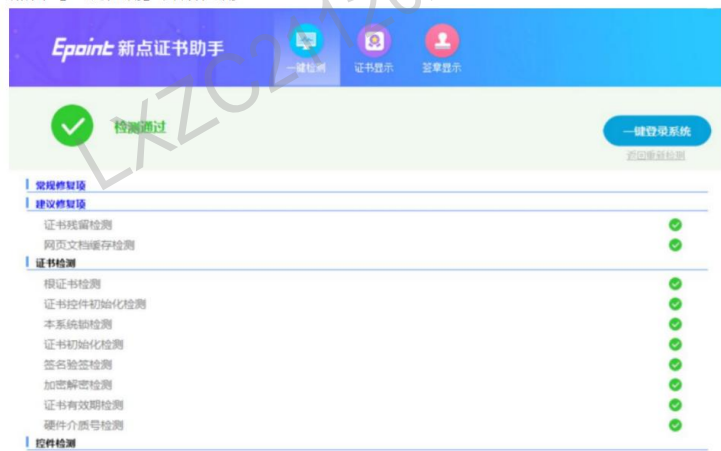 Epoint 新点证书助手
一键检测
证书显示
签章显示
检测通过
一键登录系统
返回重新检测
常规修复项
建议修复项
证书残留检测
网页文档缓存检测
证书检测
根证书检测
证书控件初始化检测
本系统锁检测
证书初始化检测
签名验签检测
加密解密检测
证书有效期检测
硬件介质号检测
控件检测